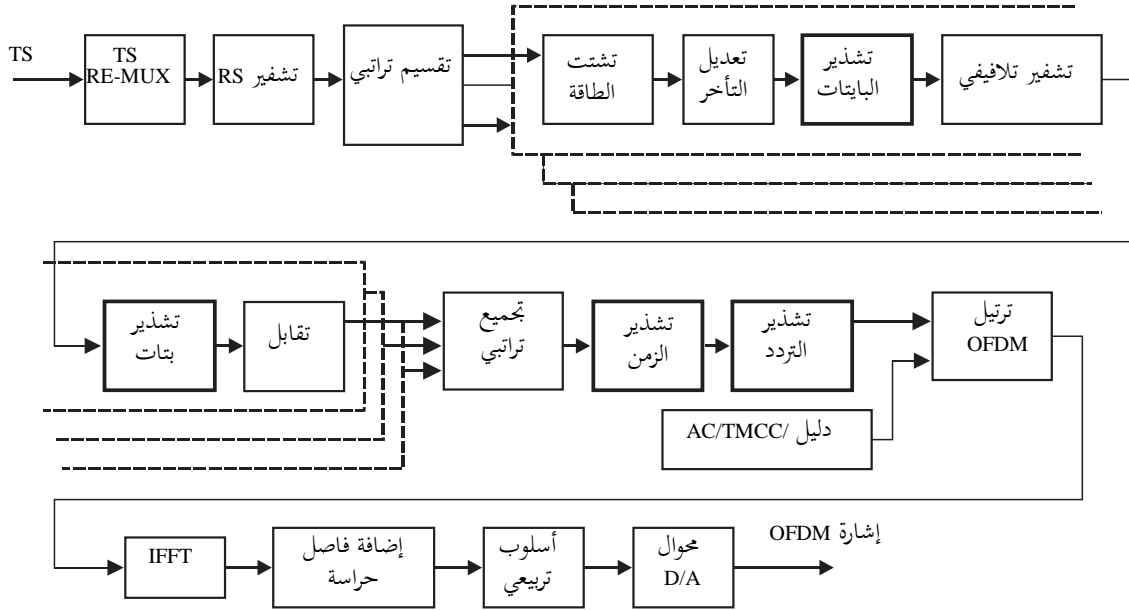 TS
TS
RE-MUX
تشفير RS
تقسيم تراتبي
تشتت
الطاقة
تعديل
التأخر
تشذير
البايتات
تشفير تلافيفي
تشذير
بتات
تقابل
تجميع
تراتبي
تشذير
الزمن
تشذير
التردد
ترتيل
OFDM
دليل /AC/TMCC
IFFT
إضافة فاصل
حراسة
أسلوب
تربيعي
محوال
D/A
إشارة OFDM